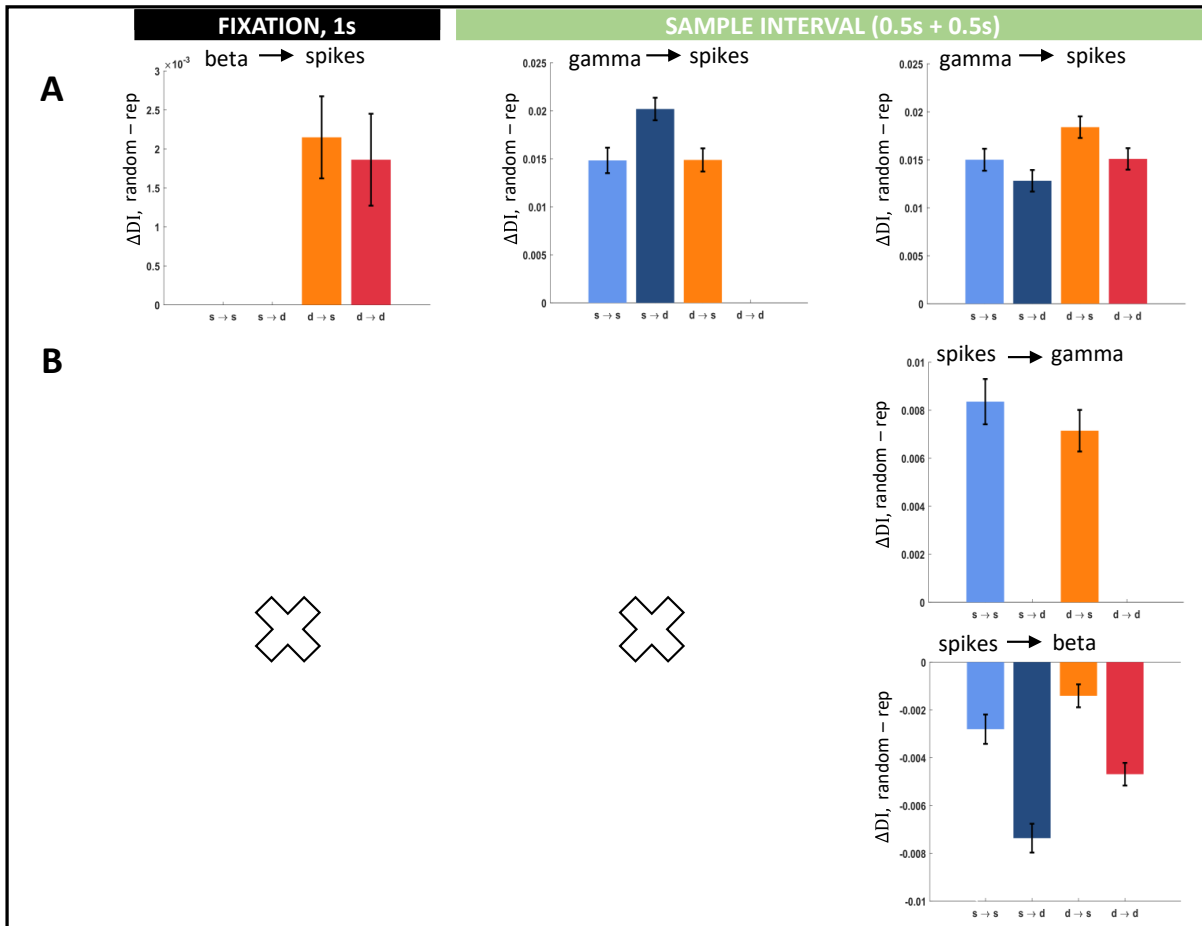 FIXATION, 1s
SAMPLE INTERVAL (0.5s + 0.5s)
A
beta → spikes
×10-3
ΔDI, random – rep
3
2.5
2
1.5
1
0.5
0
s → s s → d d → s d → d
gamma → spikes
ΔDI, random – rep
0.025
0.02
0.015
0.01
0.005
0
s → s s → d d → s d → d
gamma → spikes
ΔDI, random – rep
0.025
0.02
0.015
0.01
0.005
0
s → s s → d d → s d → d
B
spikes → gamma
ΔDI, random – rep
0.01
0.008
0.006
0.004
0.002
0
s → s s → d d → s d → d
spikes → beta
ΔDI, random – rep
0
-0.002
-0.004
-0.006
-0.008
-0.01
s → s s → d d → s d → d